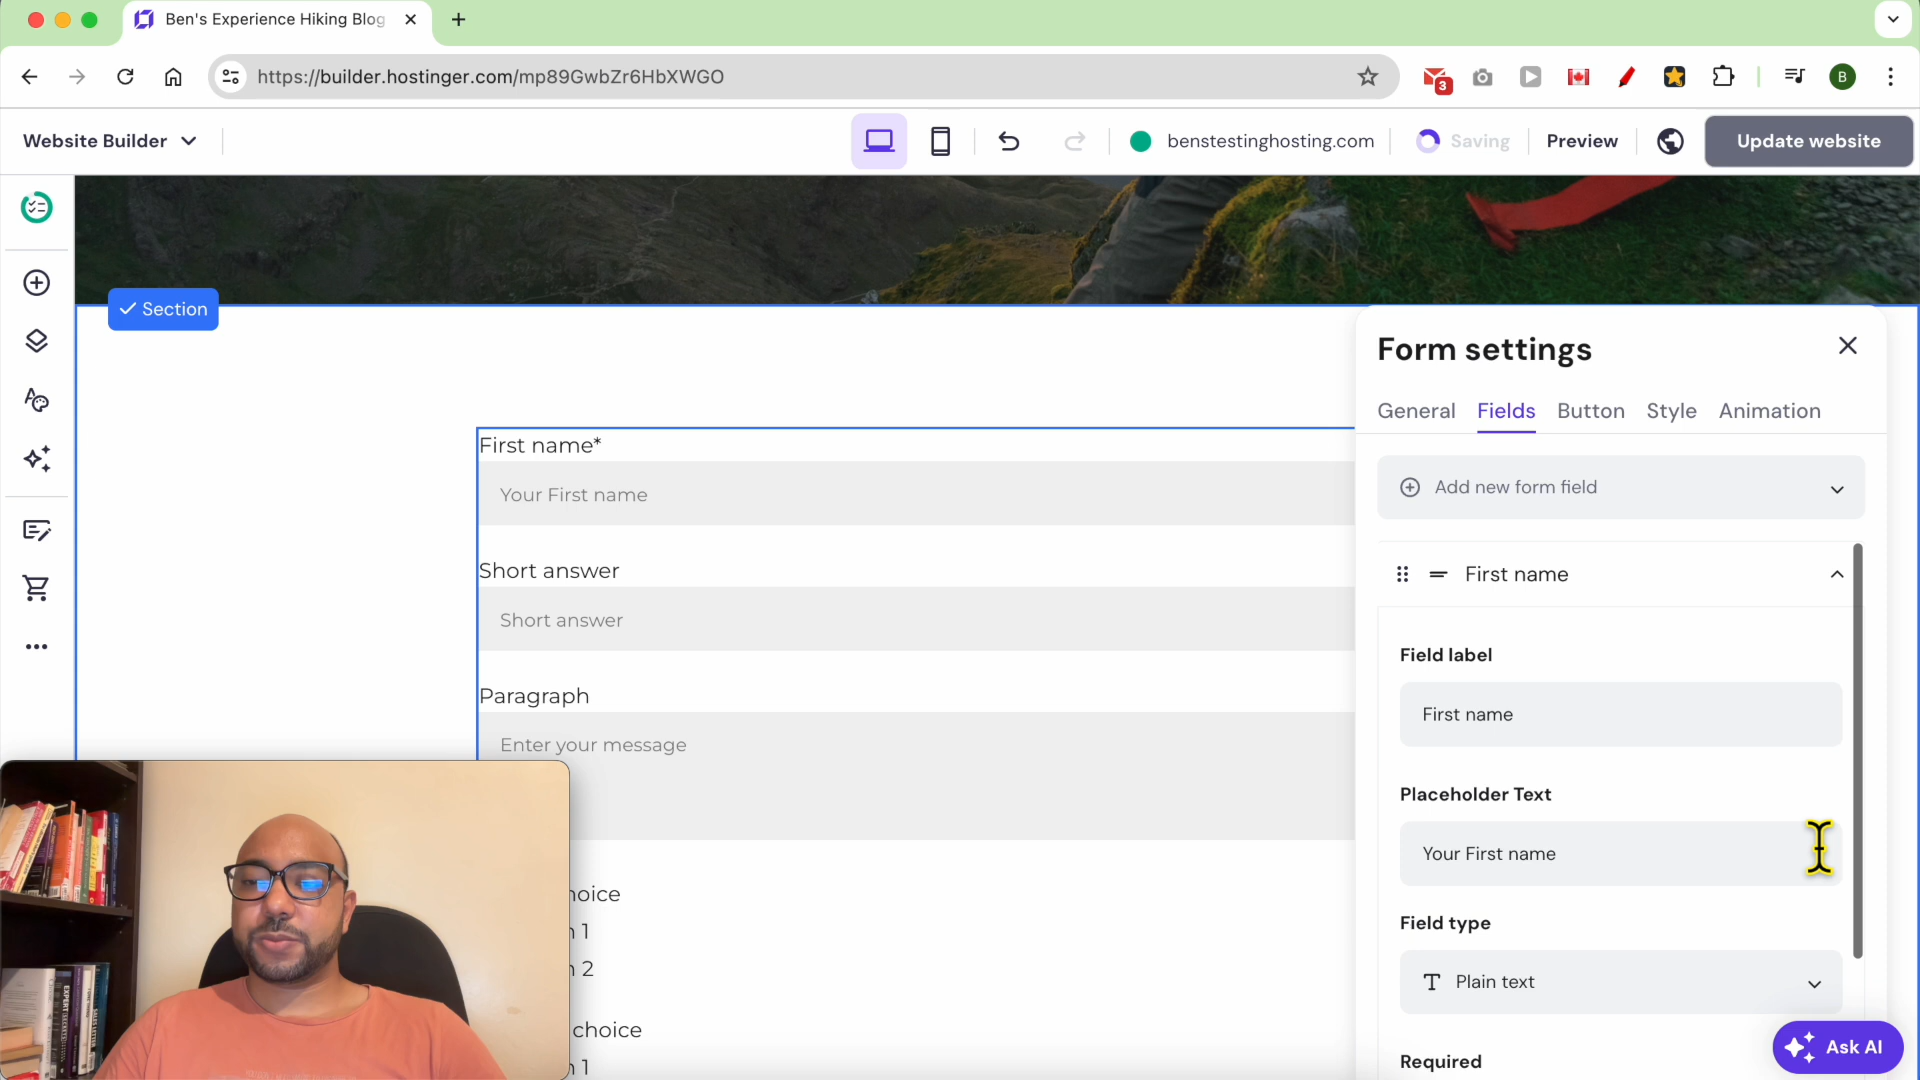 Ben's Experience Hiking Blog
https://builder.hostinger.com/mp89GwbZr6HbXWGO
3
B
Website Builder
benstestinghosting.com
Saving
Preview
Update website
Section
Form settings
General
Fields
Button
Style
Animation
First name*
Your First name
Add new form field
Short answer
Short answer
First name
Field label
First name
Paragraph
Enter your message
Placeholder Text
Your First name
hoice
n 1
n 2
Field type
Plain text
choice
n 1
Ask AI
Required